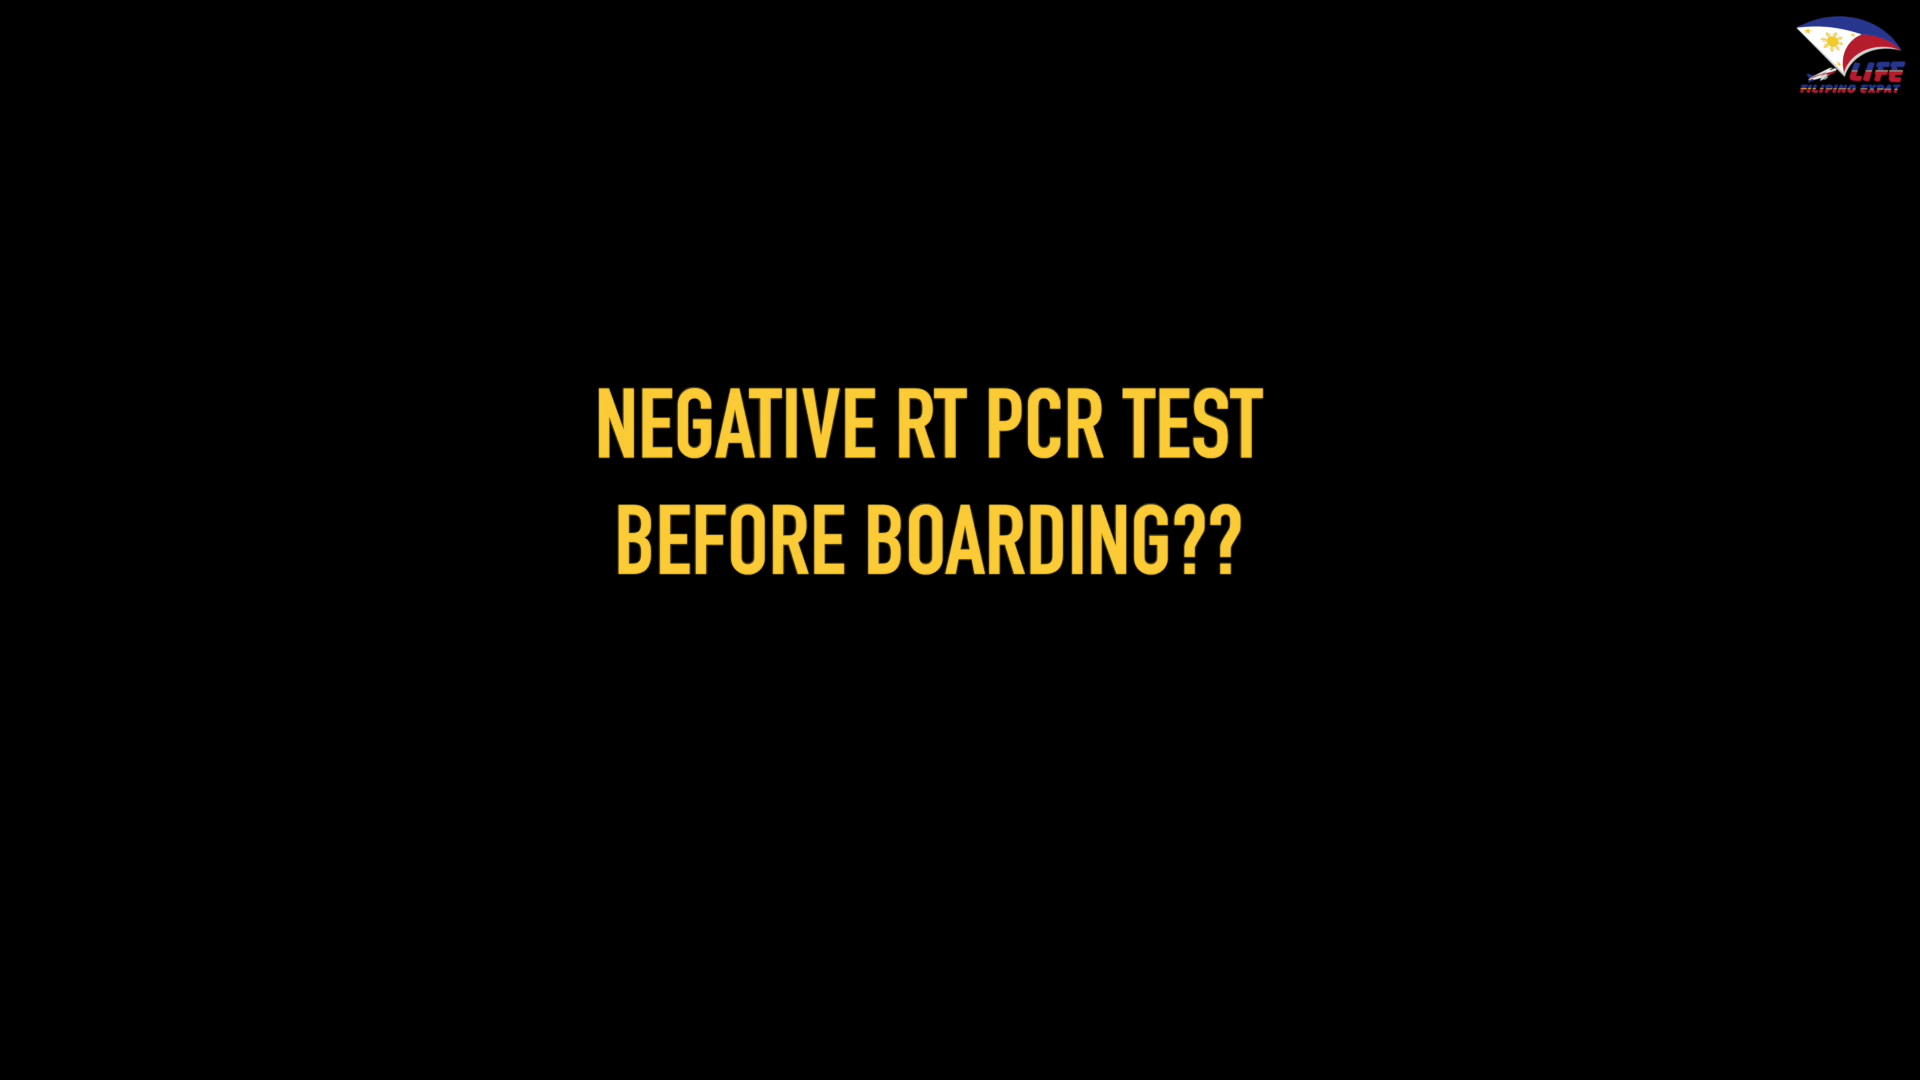 LIFE
FILIPINO EXPAT
NEGATIVE RT PCR TEST
BEFORE BOARDING??